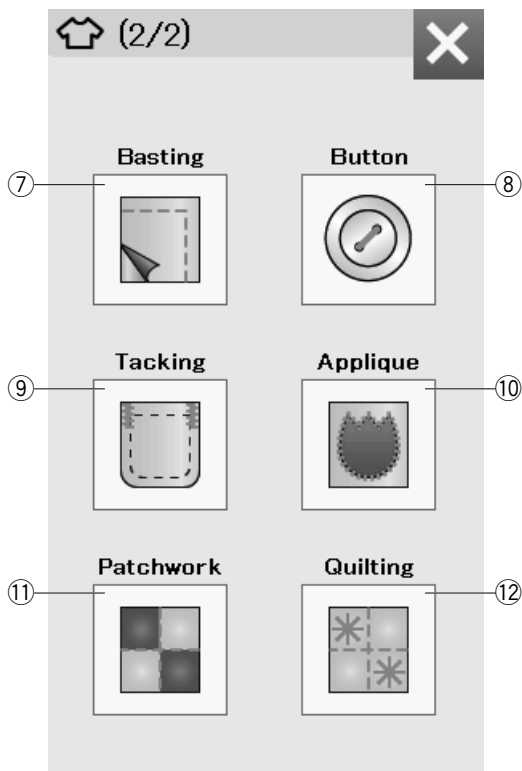 (2/2)
Basting Button
⑦ ⑧
Tacking Applique
⑨ ⑩
Patchwork Quilting
⑪ ⑫